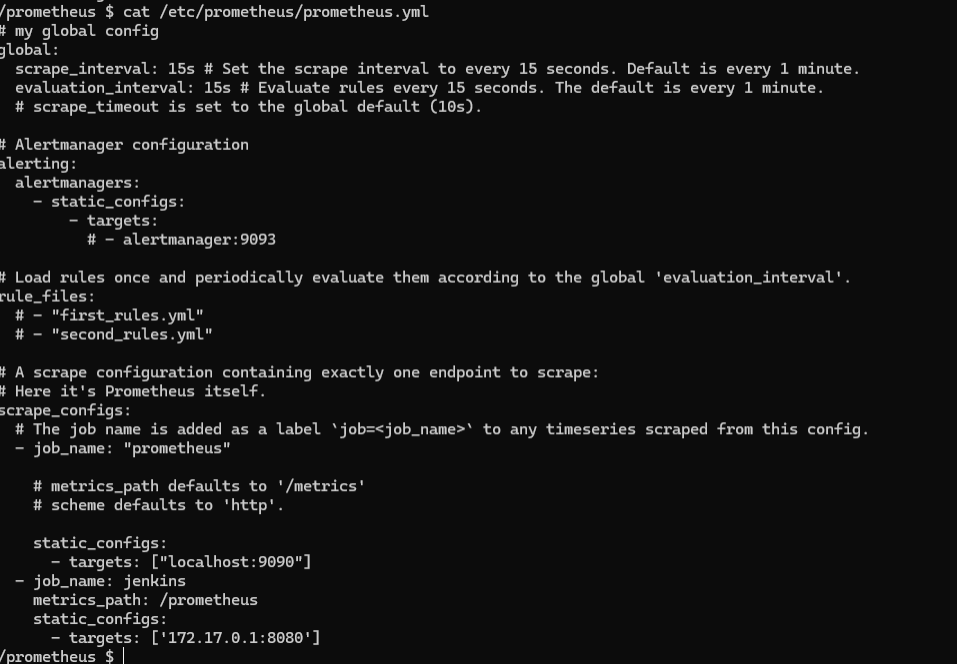 /prometheus $ cat /etc/prometheus/prometheus.yml
# my global config
global:
  scrape_interval: 15s # Set the scrape interval to every 15 seconds. Default is every 1 minute.
  evaluation_interval: 15s # Evaluate rules every 15 seconds. The default is every 1 minute.
  # scrape_timeout is set to the global default (10s).

# Alertmanager configuration
alerting:
  alertmanagers:
    - static_configs:
        - targets:
          # - alertmanager:9093

# Load rules once and periodically evaluate them according to the global 'evaluation_interval'.
rule_files:
  # - "first_rules.yml"
  # - "second_rules.yml"

# A scrape configuration containing exactly one endpoint to scrape:
# Here it's Prometheus itself.
scrape_configs:
  # The job name is added as a label `job=<job_name>` to any timeseries scraped from this config.
  - job_name: "prometheus"

    # metrics_path defaults to '/metrics'
    # scheme defaults to 'http'.

    static_configs:
      - targets: ["localhost:9090"]
  - job_name: jenkins
    metrics_path: /prometheus
    static_configs:
      - targets: ['172.17.0.1:8080']
/prometheus $